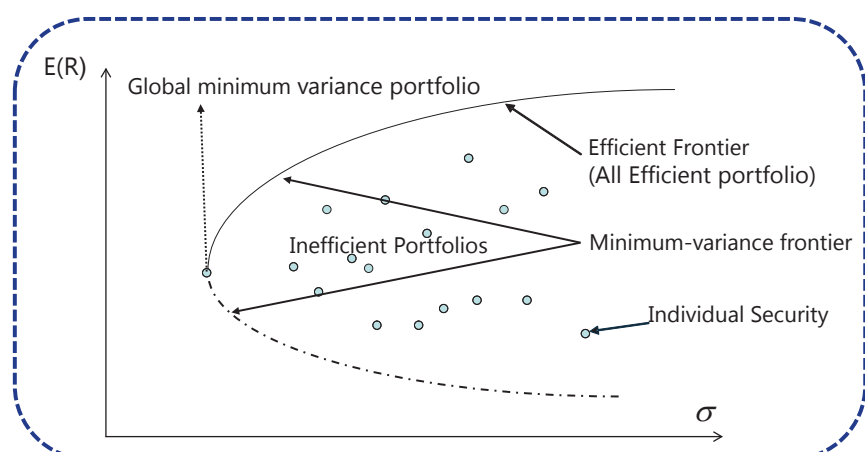 E(R)
Global minimum variance portfolio
Efficient Frontier
(All Efficient portfolio)
Inefficient Portfolios
Minimum-variance frontier
Individual Security
σ